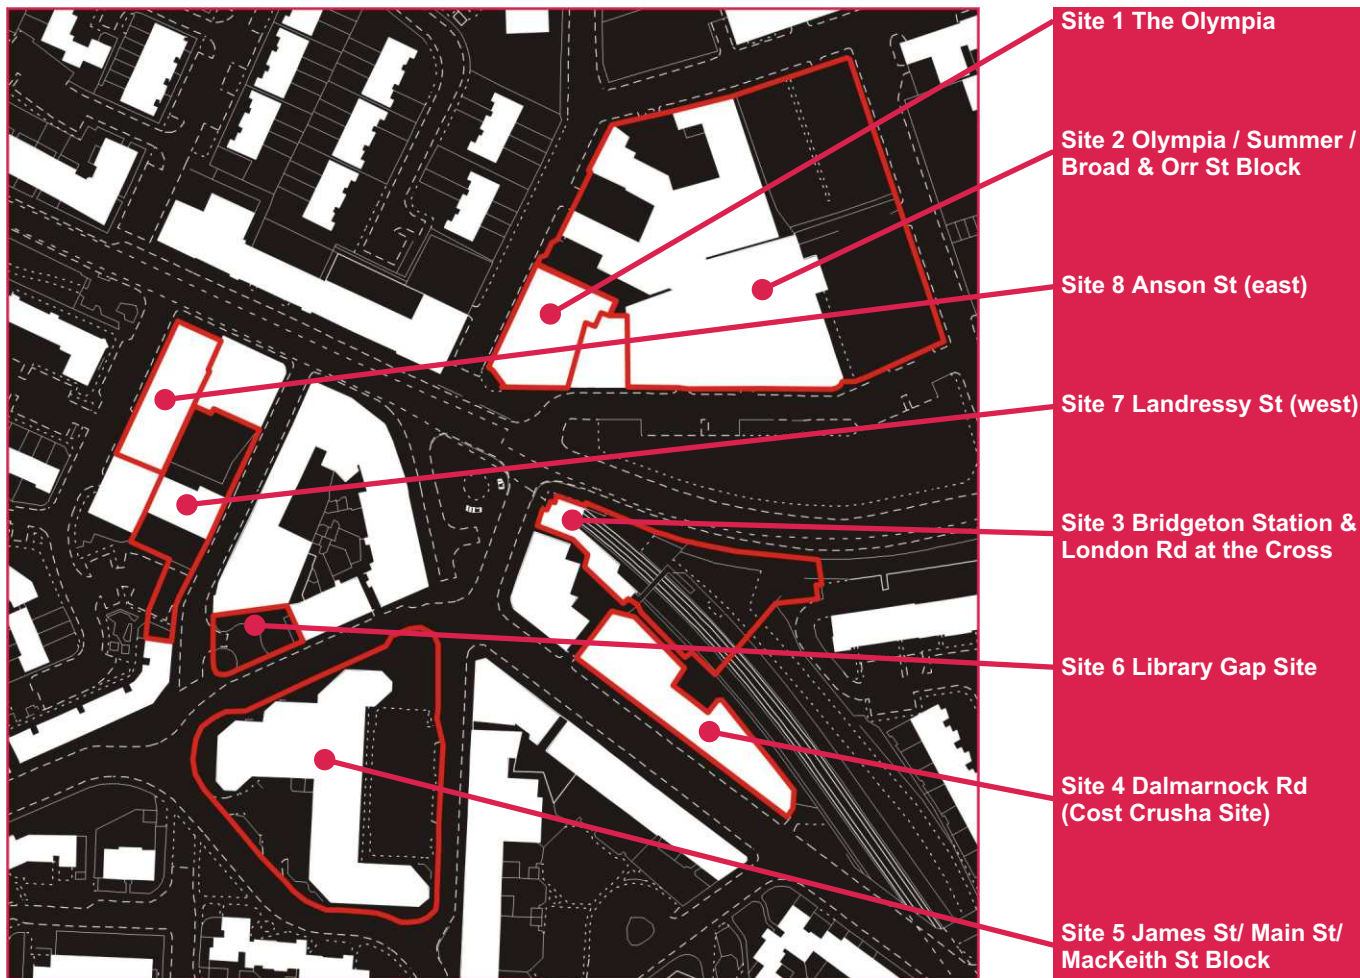 Site 1 The Olympia
Site 2 Olympia / Summer /
Broad & Orr St Block
Site 8 Anson St (east)
Site 7 Landressy St (west)
Site 3 Bridgeton Station &
London Rd at the Cross
Site 6 Library Gap Site
Site 4 Dalmarnock Rd
(Cost Crusha Site)
Site 5 James St/ Main St/
MacKeith St Block